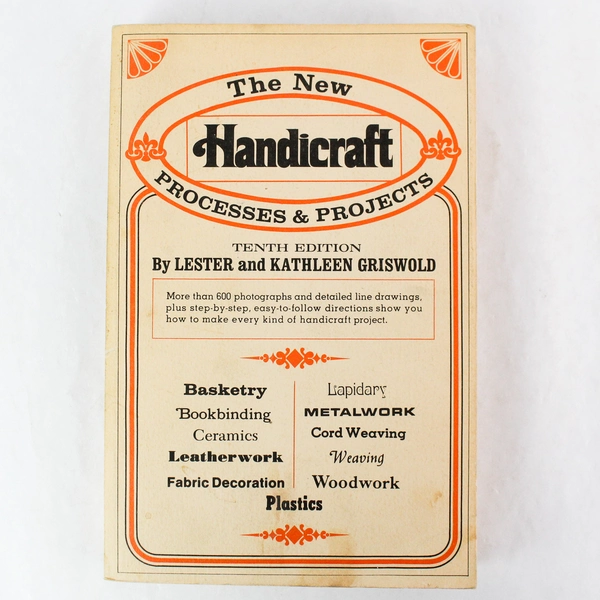 The New
Handicraft
PROCESSES & PROJECTS
TENTH EDITION
By LESTER and KATHLEEN GRISWOLD
More than 600 photographs and detailed line drawings,
plus step-by-step, easy-to-follow directions show you
how to make every kind of handicraft project.
Basketry
Bookbinding
Ceramics
Leatherwork
Fabric Decoration
Lapidary
METALWORK
Cord Weaving
Weaving
Woodwork
Plastics